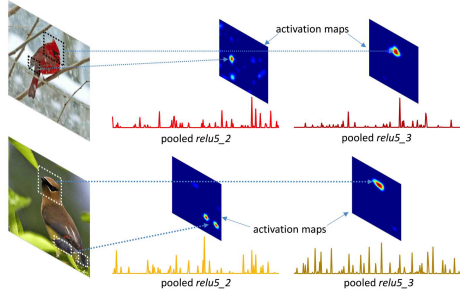 activation maps
pooled relu5_2
pooled relu5_3
activation maps
pooled relu5_2
pooled relu5_3